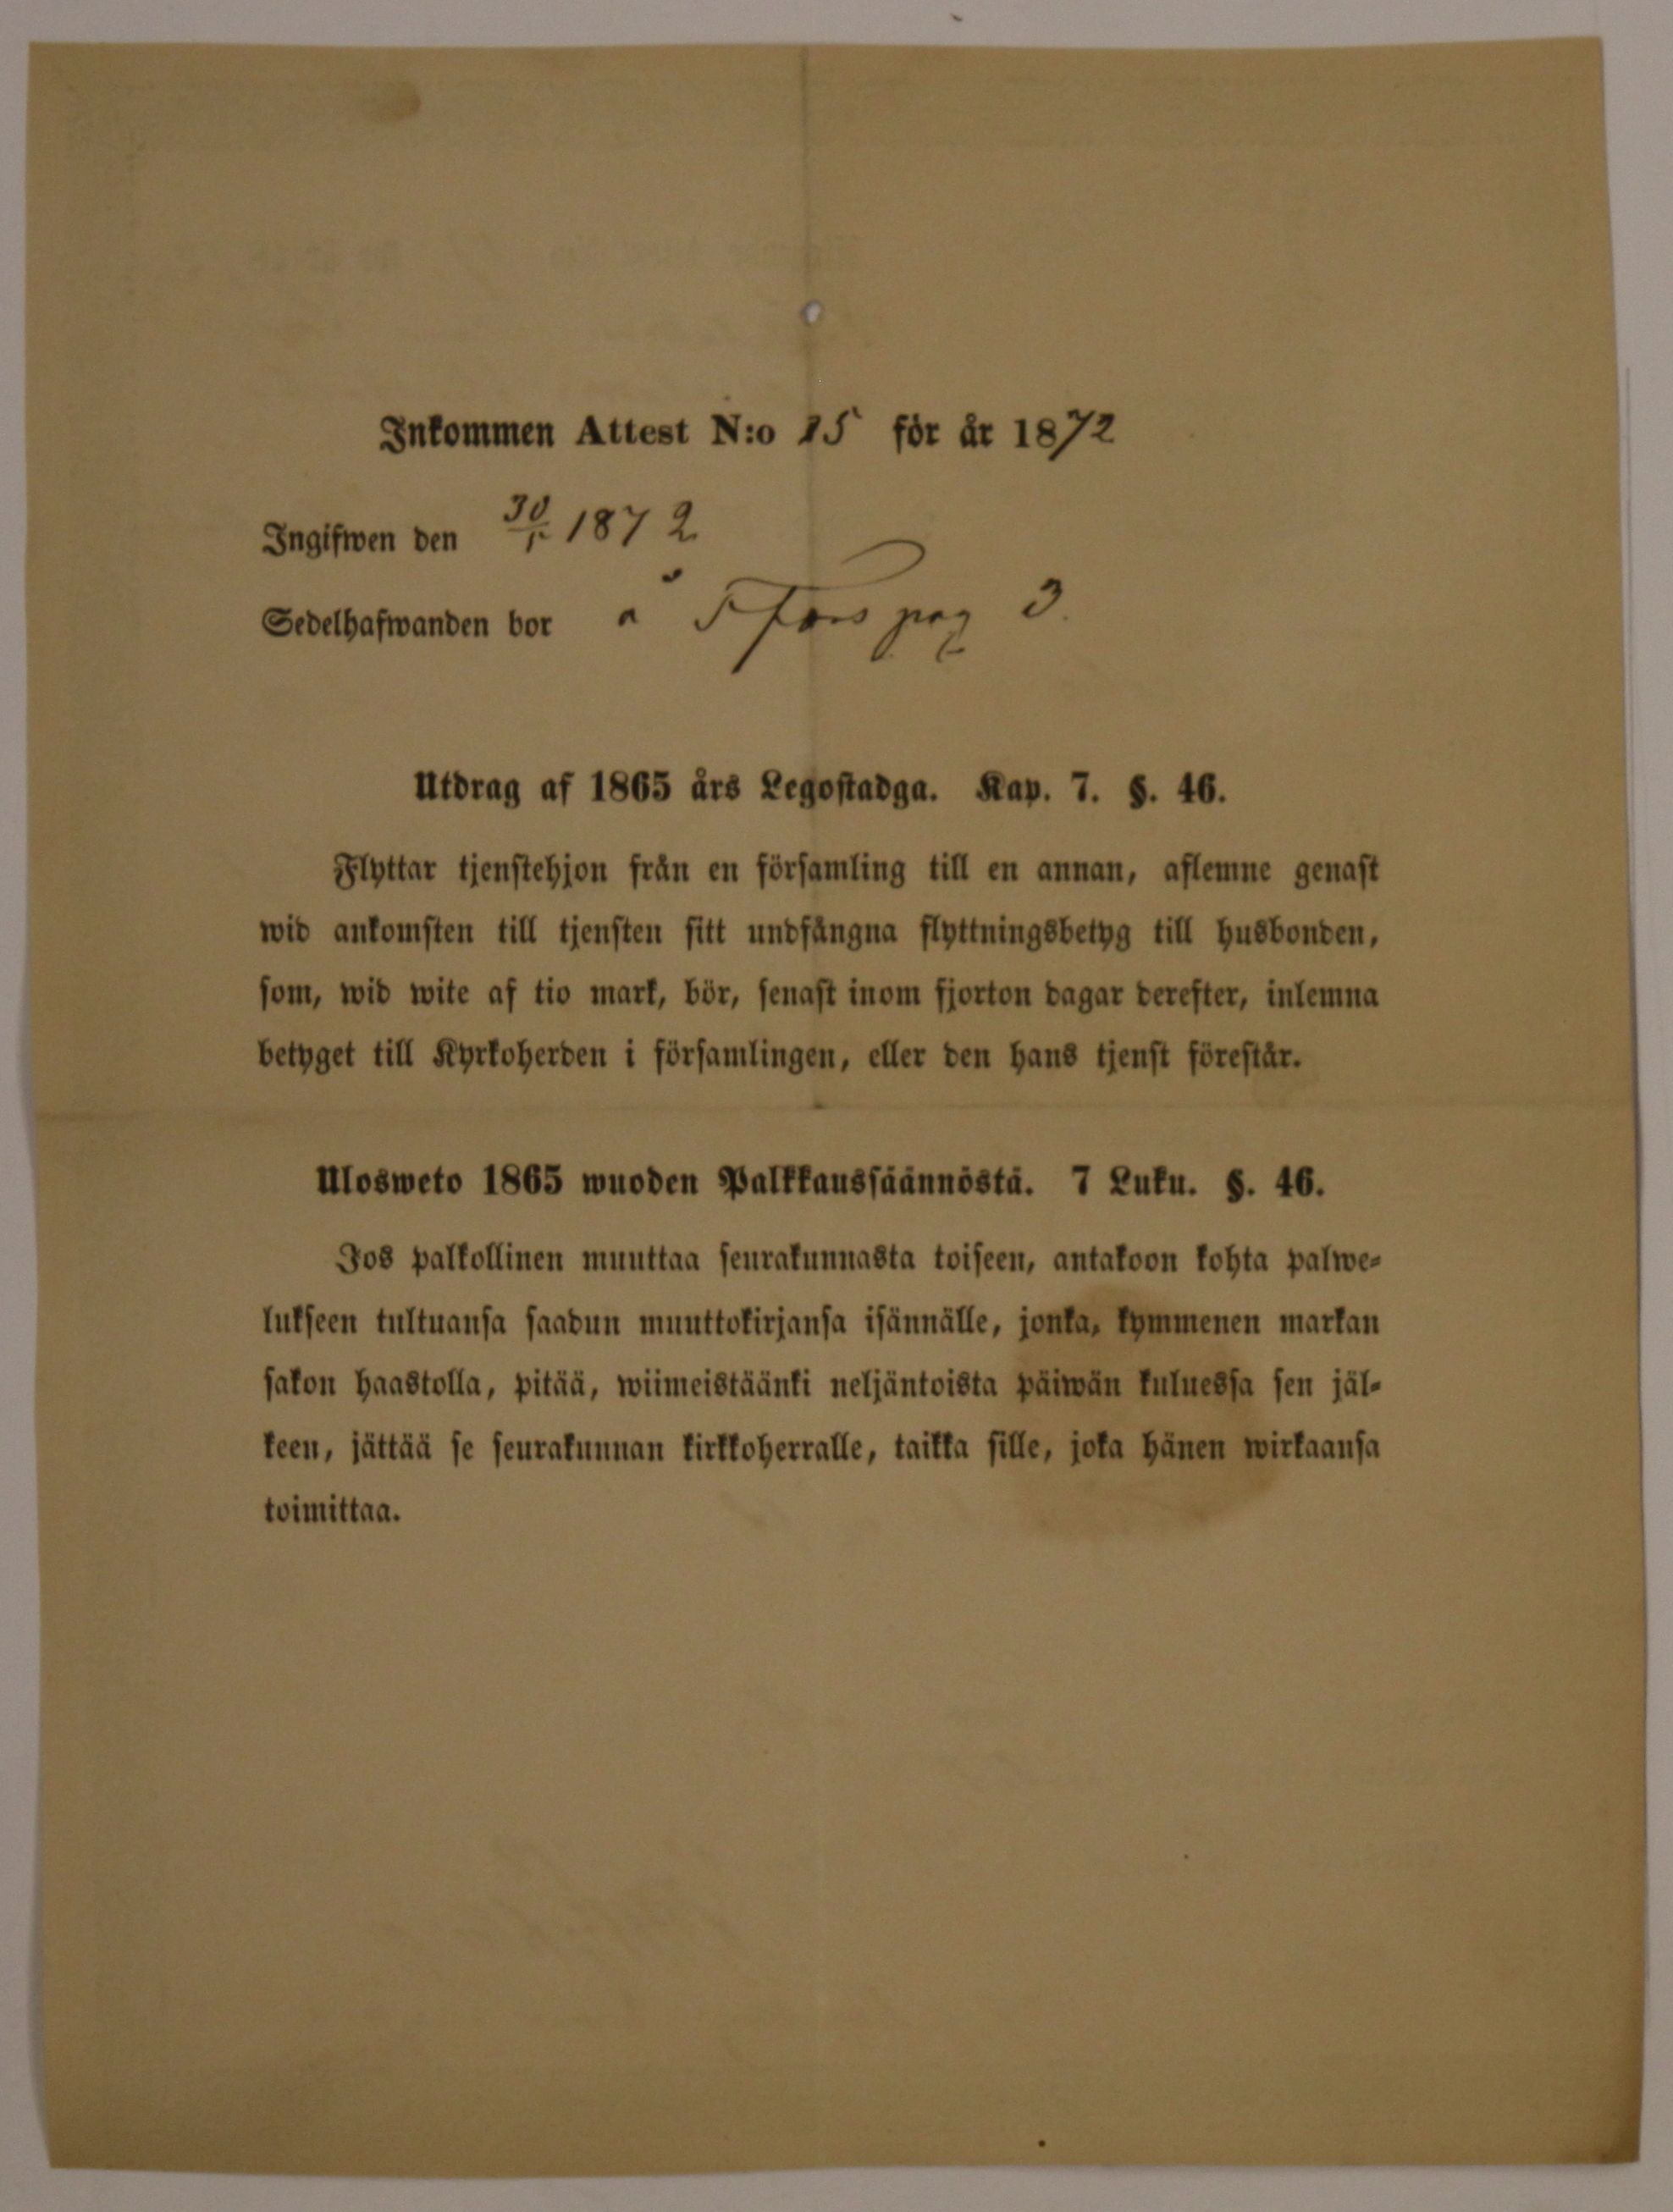 Inkommen Attest N:o 15 för år 1872
Ingifwen den 30/5 1872
Sedelhafwanden bor å Ffors pag 3.
Utdrag af 1865 års Legostadga. Kap. 7. §. 46.
Flyttar tjenstehjon från en församling till en annan, aflemne genast
wid ankomsten till tjensten sitt undfångna flyttningsbetyg till husbonden,
som, wid wite af tio mark, bör, senast inom fjorton dagar derefter, inlemna
betyget till Kyrkoherden i församlingen, eller den hans tjenst förestår.
Ulosweto 1865 wuoden Palkkaussäännöstä. 7 Luku. §. 46.
Jos palkollinen muuttaa seurakunnasta toiseen, antakoon kohta palwe-
lukseen tultuansa saadun muuttokirjansa isännälle, jonka, kymmenen markan
sakon haastolla, pitää, wiimeistäänki neljäntoista päiwän kuluessa sen jäl-
keen, jättää se seurakunnan kirkkoherralle, taikka sille, joka hänen wirkaansa
toimittaa.